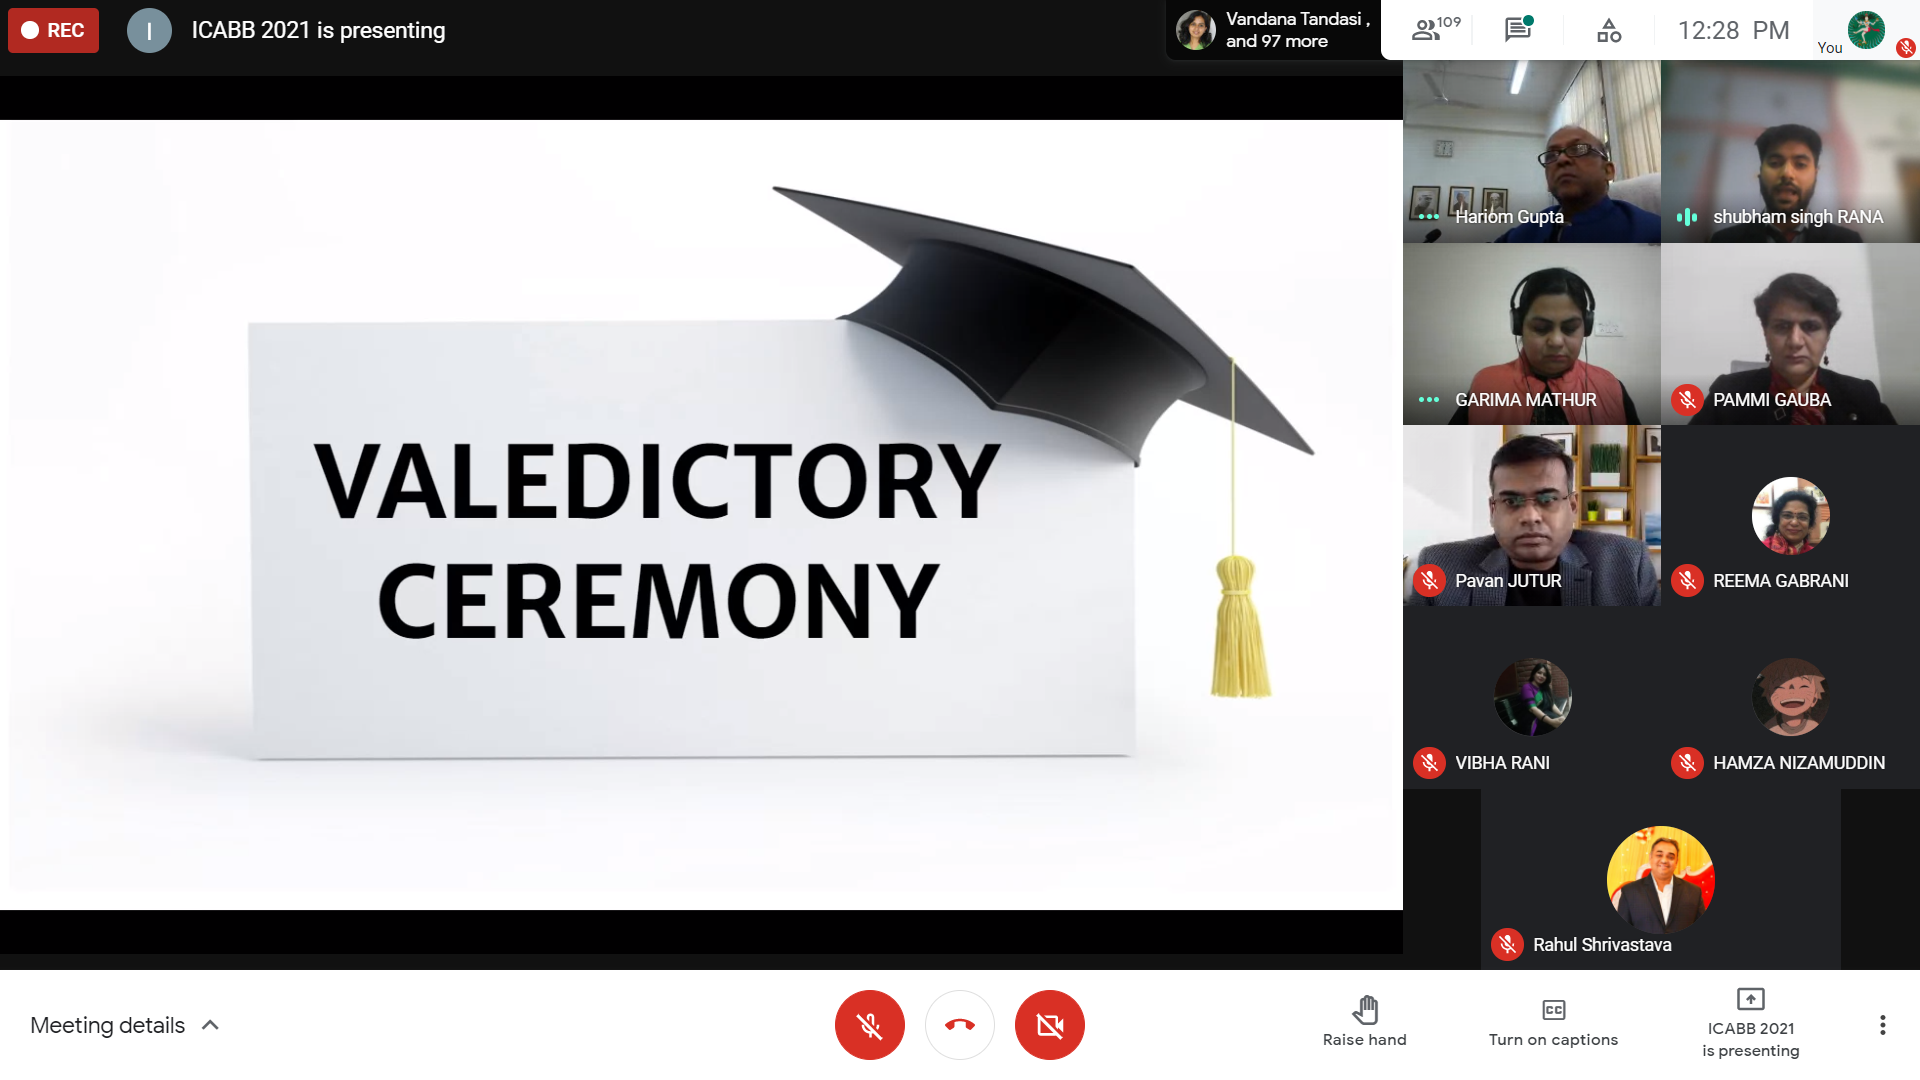 REC
I
ICABB 2021 is presenting
Vandana Tandasi ,
and 97 more
109
12:28 PM
You
Hariom Gupta
shubham singh RANA
GARIMA MATHUR
PAMMI GAUBA
Pavan JUTUR
REEMA GABRANI
VIBHA RANI
HAMZA NIZAMUDDIN
Rahul Shrivastava
VALEDICTORY
CEREMONY
Meeting details
Raise hand
CC
Turn on captions
ICABB 2021
is presenting